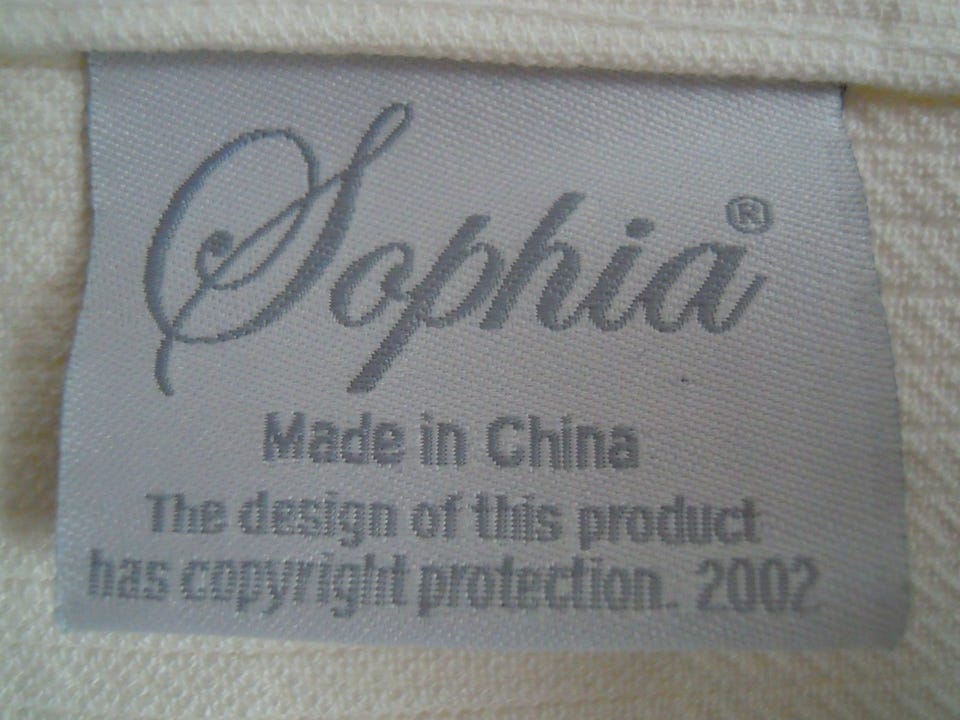 Sophia®
Made in China
The design of this product
has copyright protection. 2002